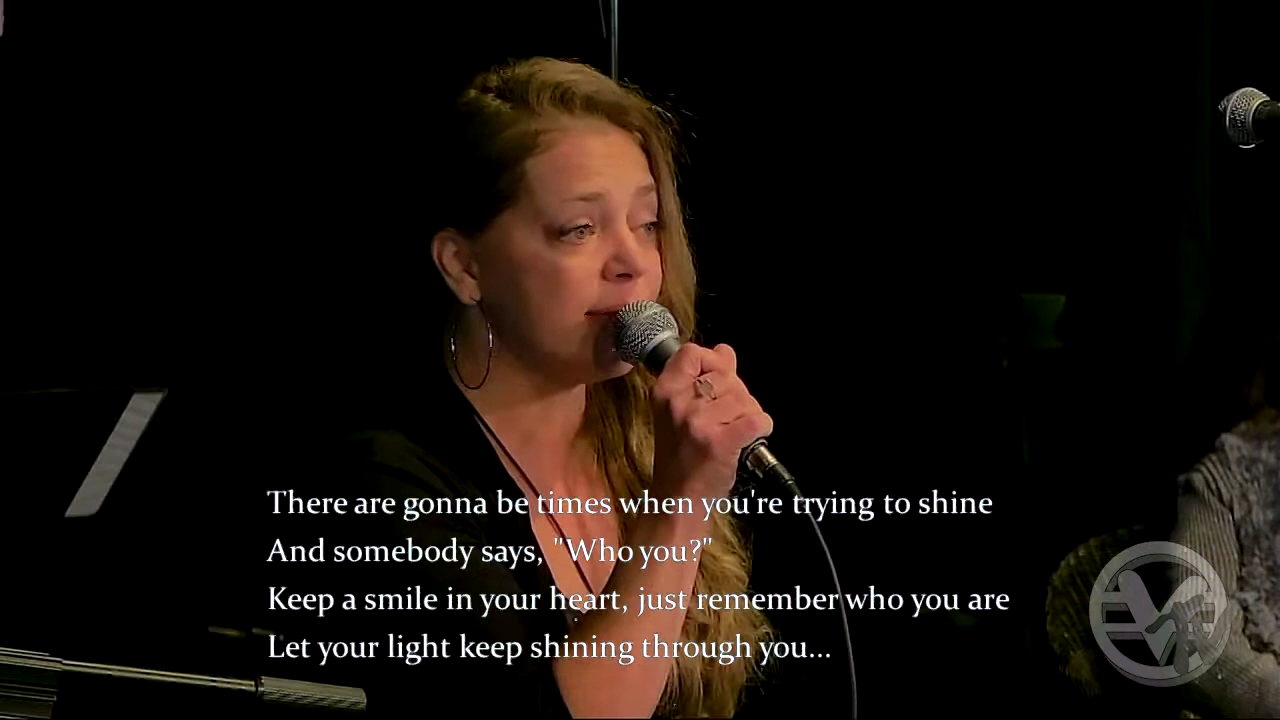 There are gonna be times when you're trying to shine
And somebody says, "Who you?"
Keep a smile in your heart, just remember who you are
Let your light keep shining through you...